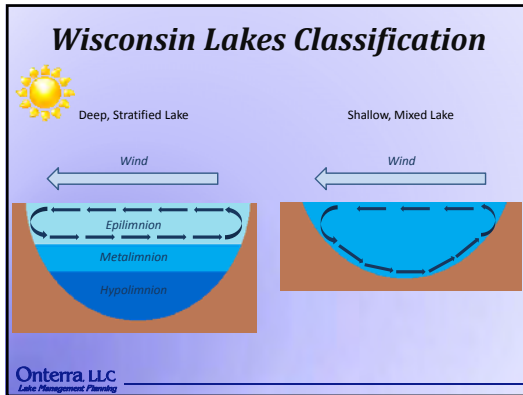 Wisconsin Lakes Classification
Deep, Stratified Lake
Shallow, Mixed Lake
Wind
Wind
Epilimnion
Metalimnion
Hypolimnion
Onterra, LLC
Lake Management Planning